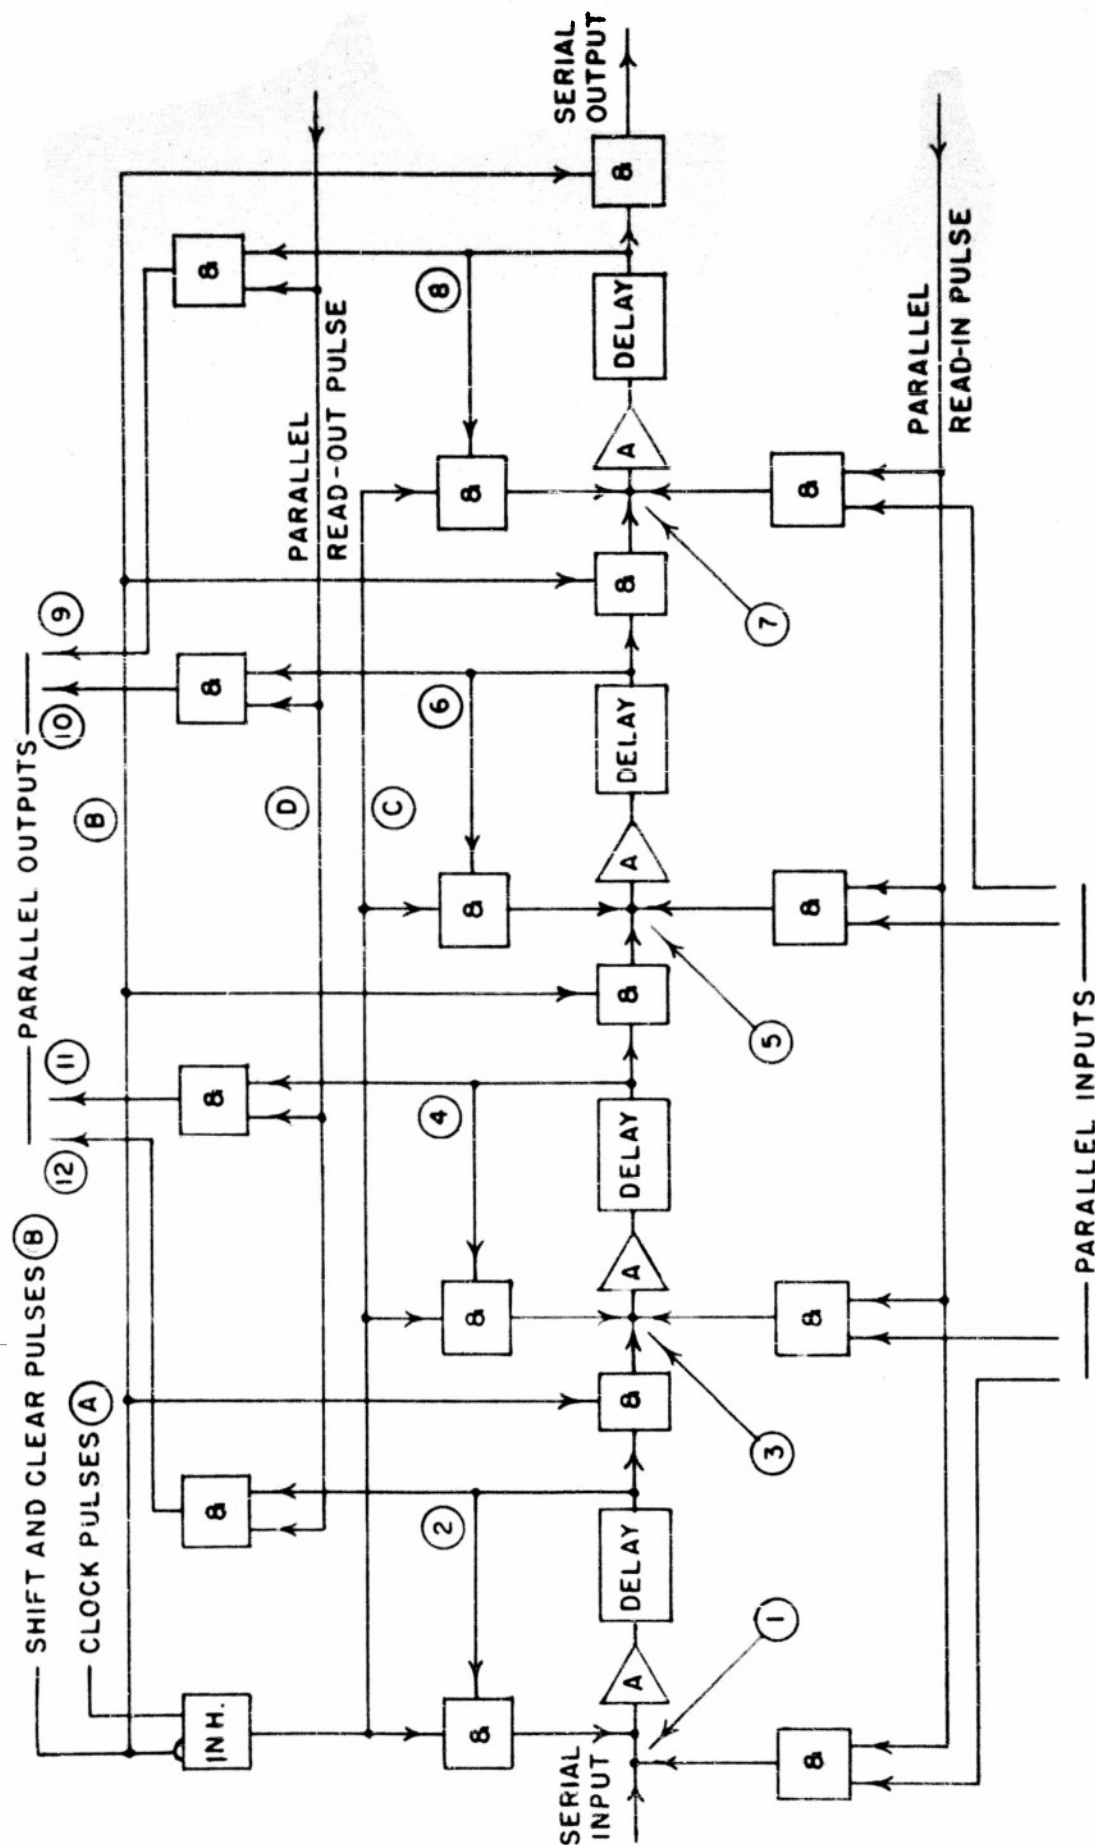 SHIFT AND CLEAR PULSES B
PARALLEL OUTPUTS
12 11 10 9
CLOCK PULSES A
B
INH. & & & &
D
PARALLEL
READ-OUT PULSE
C
2 4 6 8
& & & &
SERIAL
INPUT
SERIAL
OUTPUT
A DELAY & A DELAY & A DELAY & A DELAY &
1 3 5 7
& & & &
PARALLEL
READ-IN PULSE
PARALLEL INPUTS